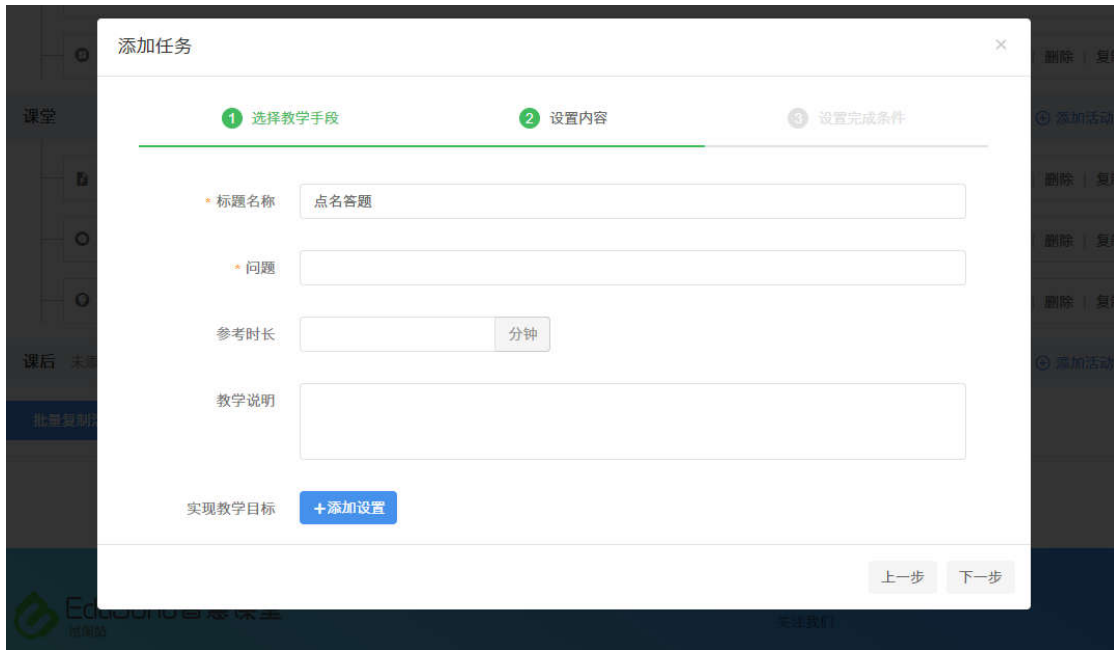 添加任务
×
删除
课堂
1 选择教学手段
2 设置内容
3 设置完成条件
添加活动
* 标题名称 点名答题
删除
* 问题
删除
参考时长 分钟
删除
课后
添加活动
教学说明
批量复制
实现教学目标 +添加设置
上一步 下一步
关注我们